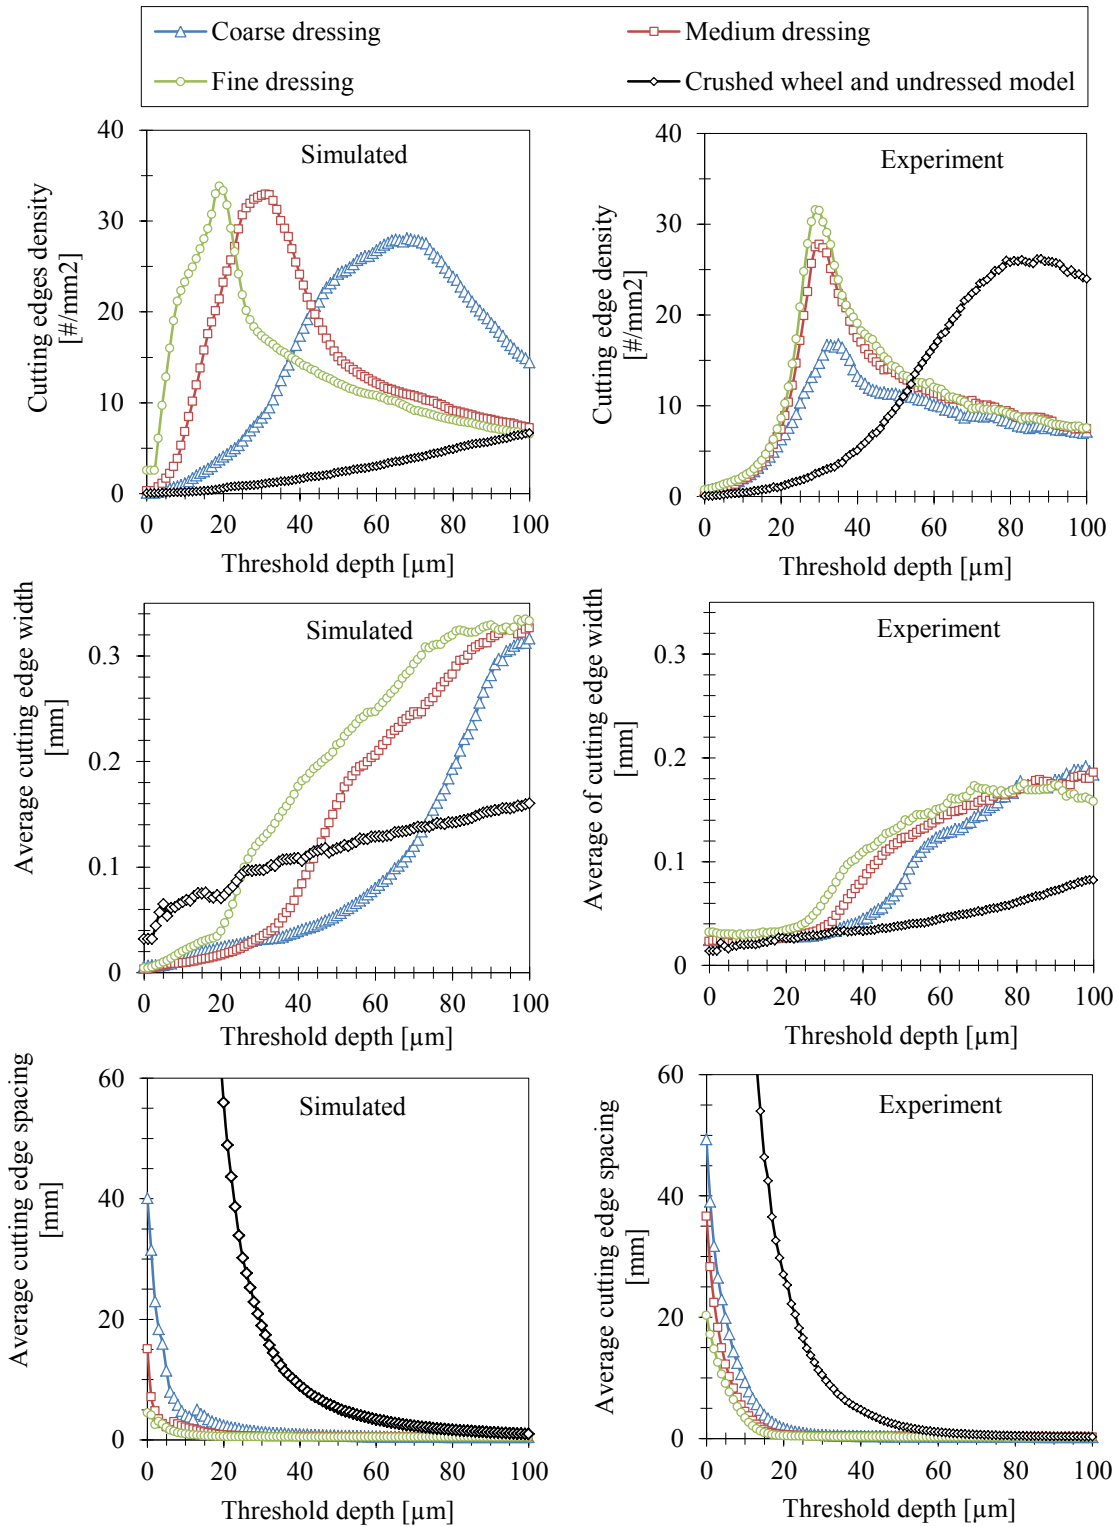 Coarse dressing
Medium dressing
Fine dressing
Crushed wheel and undressed model
40
30
20
10
0
0 20 40 60 80 100
Simulated
Cutting edges density
[#/mm2]
Threshold depth [µm]
40
30
20
10
0
0 20 40 60 80 100
Experiment
Cutting edge density
[#/mm2]
Threshold depth [µm]
0.3
0.2
0.1
0
0 20 40 60 80 100
Simulated
Average cutting edge width
[mm]
Threshold depth [µm]
0.3
0.2
0.1
0
0 20 40 60 80 100
Experiment
Average of cutting edge width
[mm]
Threshold depth [µm]
60
40
20
0
0 20 40 60 80 100
Simulated
Average cutting edge spacing
[mm]
Threshold depth [µm]
60
40
20
0
0 20 40 60 80 100
Experiment
Average cutting edge spacing
[mm]
Threshold depth [µm]